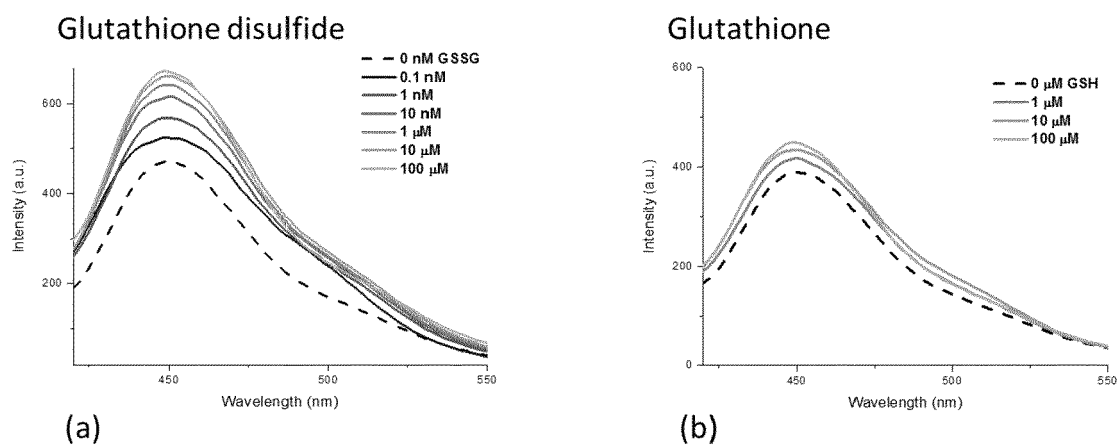 Glutathione disulfide
0 nM GSSG
0.1 nM
1 nM
10 nM
1 μM
10 μM
100 μM
600
400
200
Intensity (a.u.)
450
500
550
Wavelength (nm)
(a)
Glutathione
0 μM GSH
1 μM
10 μM
100 μM
600
400
200
0
Intensity (a.u.)
450
500
550
Wavelength (nm)
(b)